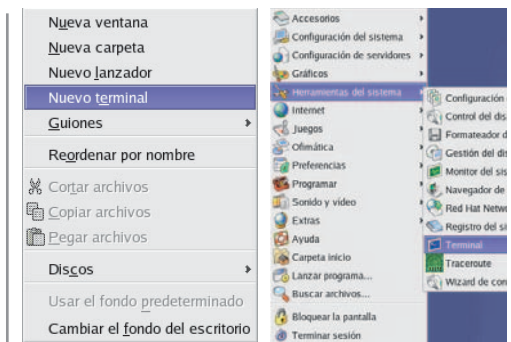 Nueva ventana
Nueva carpeta
Nuevo lanzador
Nuevo terminal
Guiones
Reordenar por nombre
Cortar archivos
Copiar archivos
Pegar archivos
Discos
Usar el fondo predeterminado
Cambiar el fondo del escritorio
Accesorios
Configuración del sistema
Configuración de servidores
Gráficos
Herramientas del sistema
Internet
Juegos
Ofimática
Preferencias
Programar
Sonido y vídeo
Extras
Ayuda
Carpeta inicio
Lanzar programa...
Buscar archivos...
Bloquear la pantalla
Terminar sesión
Configuración
Control del dis
Formateador d
Gestión del dis
Monitor del sis
Navegador de
Red Hat Netw
Registro del si
Terminal
Traceroute
Wizard de con